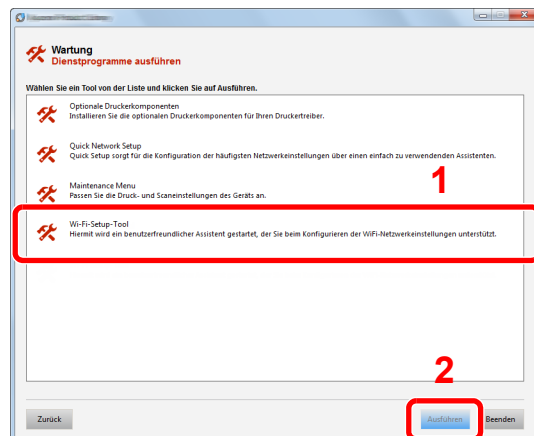 Wartung
Dienstprogramme ausführen
Wählen Sie ein Tool von der Liste und klicken Sie auf Ausführen.
Optionale Druckerkomponenten
Installieren Sie die optionalen Druckerkomponenten für Ihren Druckertreiber.
Quick Network Setup
Quick Setup sorgt für die Konfiguration der häufigsten Netzwerkeinstellungen über einen einfach zu verwendenden Assistenten.
1
Maintenance Menu
Passen Sie die Druck- und Scaneinstellungen des Geräts an.
Wi-Fi-Setup-Tool
Hiermit wird ein benutzerfreundlicher Assistent gestartet, der Sie beim Konfigurieren der WiFi-Netzwerkeinstellungen unterstützt.
2
Zurück
Ausführen
Beenden